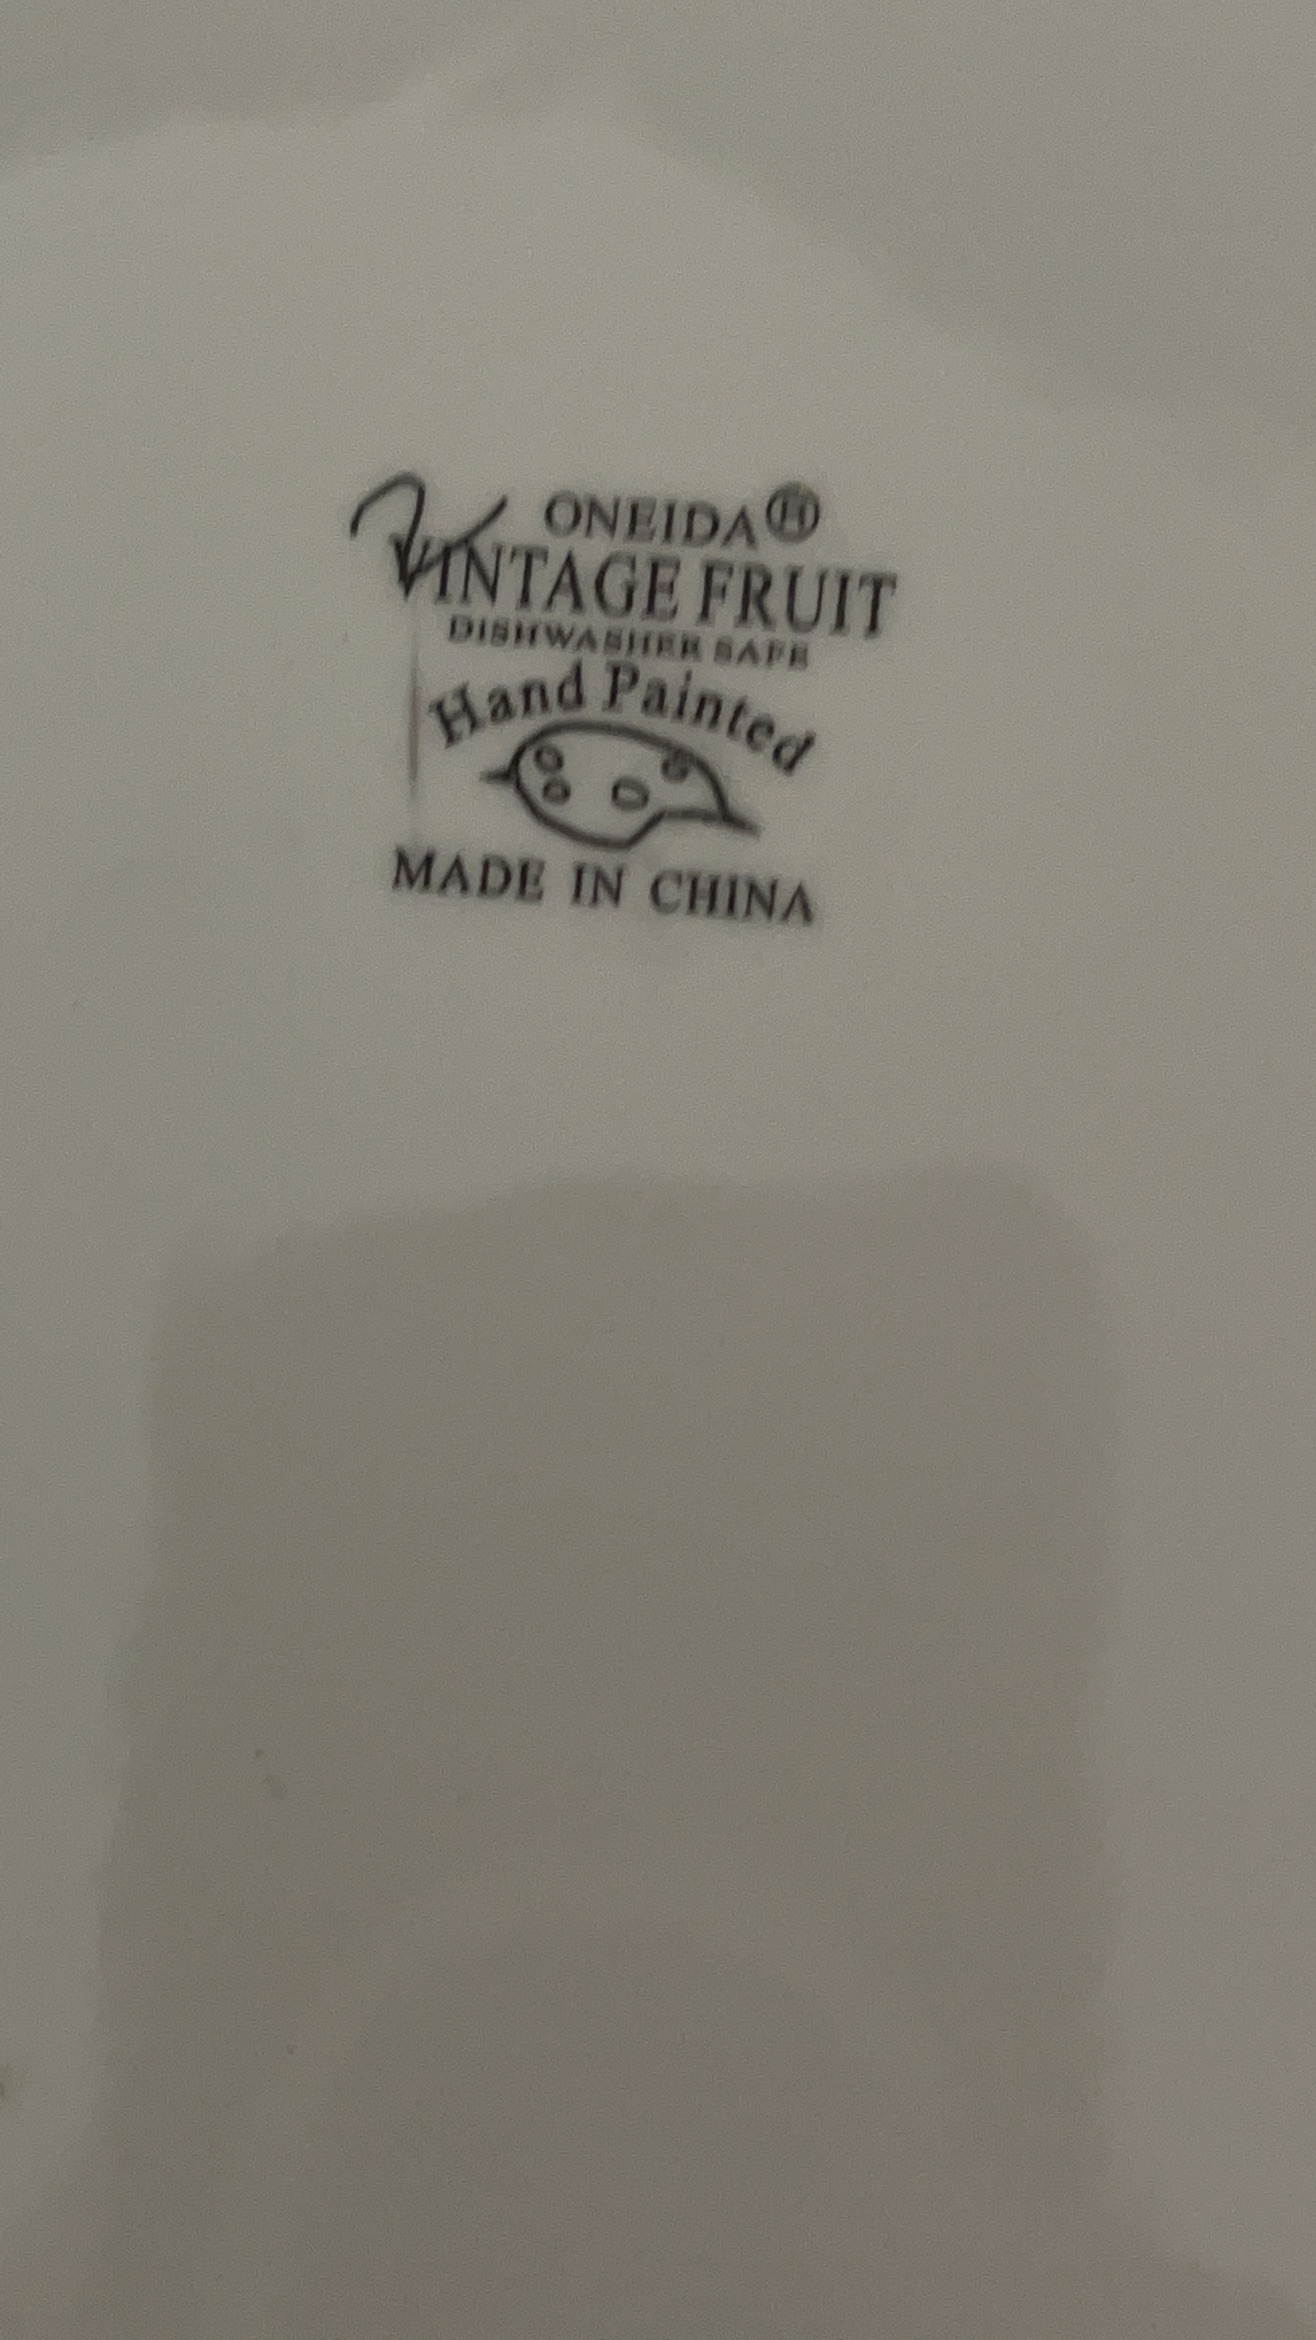 ONEIDA®
VINTAGE FRUIT
DISHWASHER SAFE
Hand Painted
MADE IN CHINA